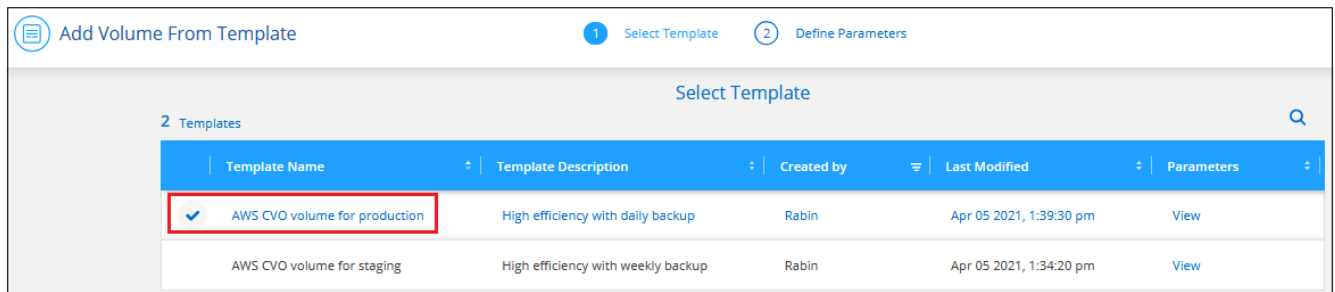 Add Volume From Template
1 Select Template 2 Define Parameters
Select Template
2 Templates
Template Name Template Description Created by Last Modified Parameters
AWS CVO volume for production High efficiency with daily backup Rabin Apr 05 2021, 1:39:30 pm View
AWS CVO volume for staging High efficiency with weekly backup Rabin Apr 05 2021, 1:34:20 pm View